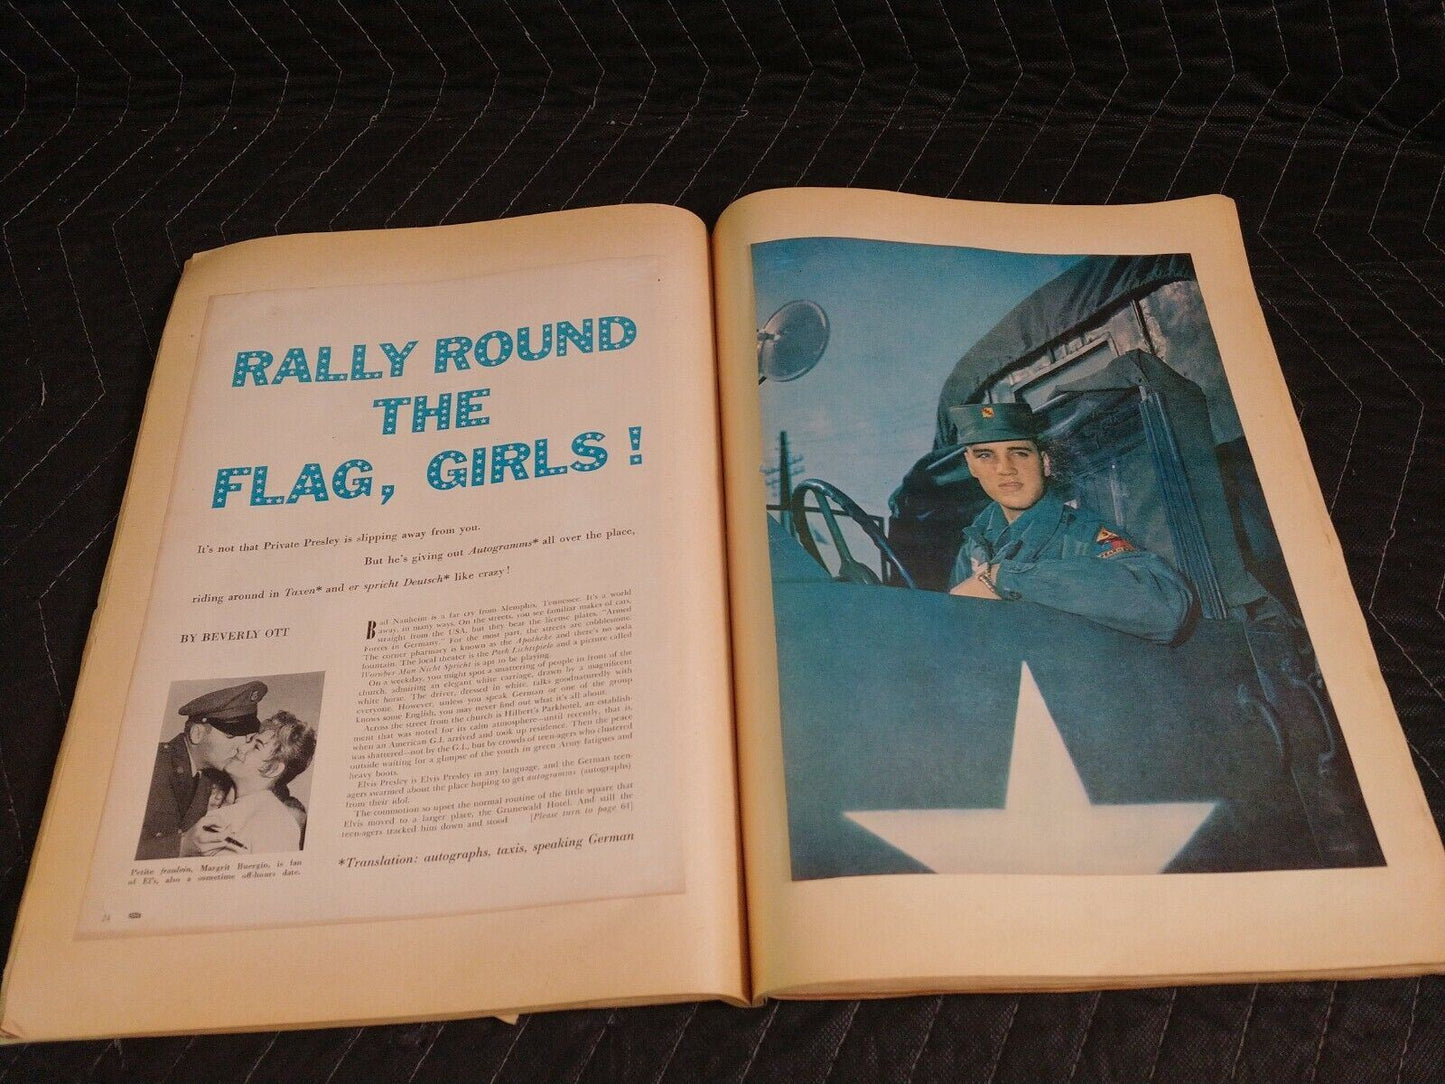 RALLY ROUND
THE
FLAG, GIRLS!
It's not that Private Presley is slipping away from you.
But he's giving out Autogramms* all over the place,
riding around in Taxen* and er spricht Deutsch* like crazy!
BY BEVERLY OTT
Bad Nauheim is a far cry from Memphis, Tennessee. It's a world
away, in many ways. On the streets, you see familiar makes of cars,
straight from the USA, but they bear the license plates, "Armed
Forces in Germany." For the most part, the streets are cobblestone.
The corner pharmacy is known as the Apotheke and there's no soda
fountain. The local theater is the Park Lichtspiele and a picture called
Worüber Man Nicht Spricht is apt to be playing.
On a weekday, you might spot a smattering of people in front of the
church, admiring an elegant white carriage, drawn by a magnificent
white horse. The driver, dressed in white, talks goodnaturedly with
everyone. However, unless you speak German or one of the group
knows some English, you may never find out what it's all about.
Across the street from the church is Hilbert's Parkhotel, an establish-
ment that was noted for its calm atmosphere—until recently, that is,
when an American G.I. arrived and took up residence. Then the peace
was shattered—not by the G.I., but by crowds of teen-agers who clustered
outside waiting for a glimpse of the youth in green Army fatigues and
heavy boots.
Elvis Presley is Elvis Presley in any language, and the German teen-
agers swarmed about the place hoping to get autogramms (autographs)
from their idol.
The commotion so upset the normal routine of the little square that
Elvis moved to a larger place, the Grunewald Hotel. And still the
teen-agers tracked him down and stood [Please turn to page 61]
*Translation: autographs, taxis, speaking German
Petite fraulein, Margrit Buergin, is fan
of El's, also a sometime off-hours date.
24